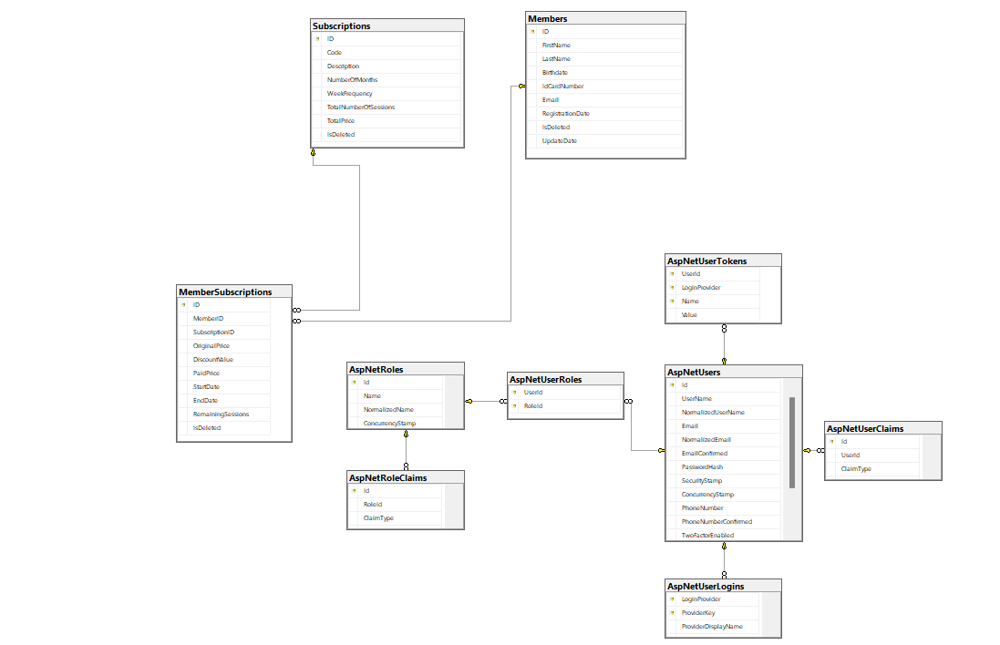 Subscriptions
ID
Code
Description
NumberOfMonths
WeekFrequency
TotalNumberOfSessions
TotalPrice
IsDeleted
Members
ID
FirstName
LastName
Birthdate
IdCardNumber
Email
RegistrationDate
IsDeleted
UpdateDate
MemberSubscriptions
ID
MemberID
SubscriptionID
OriginalPrice
DiscountValue
PaidPrice
StartDate
EndDate
RemainingSessions
IsDeleted
AspNetUserTokens
UserId
LoginProvider
Name
Value
AspNetRoles
Id
Name
NormalizedName
ConcurrencyStamp
AspNetUserRoles
UserId
RoleId
AspNetUsers
Id
UserName
NormalizedUserName
Email
NormalizedEmail
EmailConfirmed
PasswordHash
SecurityStamp
ConcurrencyStamp
PhoneNumber
PhoneNumberConfirmed
TwoFactorEnabled
AspNetUserClaims
Id
UserId
ClaimType
AspNetRoleClaims
Id
RoleId
ClaimType
AspNetUserLogins
LoginProvider
ProviderKey
ProviderDisplayName